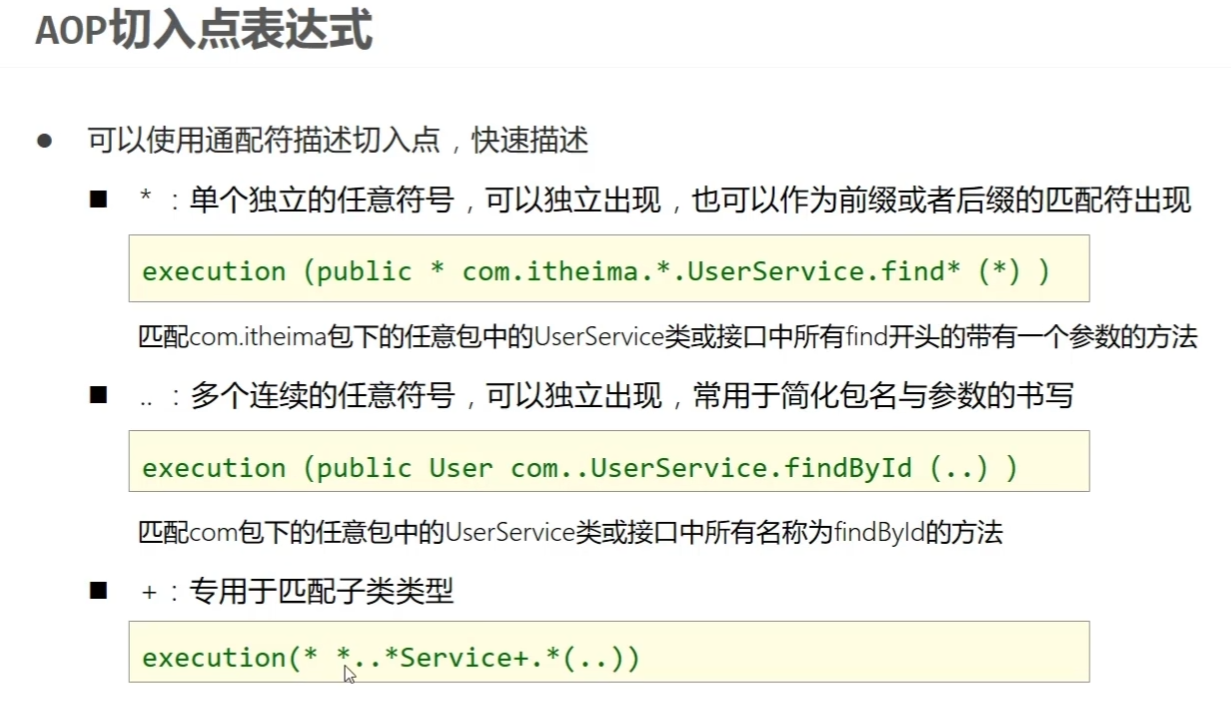 AOP切入点表达式
● 可以使用通配符描述切入点，快速描述
■ * ：单个独立的任意符号，可以独立出现，也可以作为前缀或者后缀的匹配符出现
execution (public * com.itheima.*.UserService.find* (*) )
匹配com.itheima包下的任意包中的UserService类或接口中所有find开头的带有一个参数的方法
■ .. ：多个连续的任意符号，可以独立出现，常用于简化包名与参数的书写
execution (public User com..UserService.findById (..) )
匹配com包下的任意包中的UserService类或接口中所有名称为findById的方法
■ + ：专用于匹配子类类型
execution(* *..*Service+.*(..))